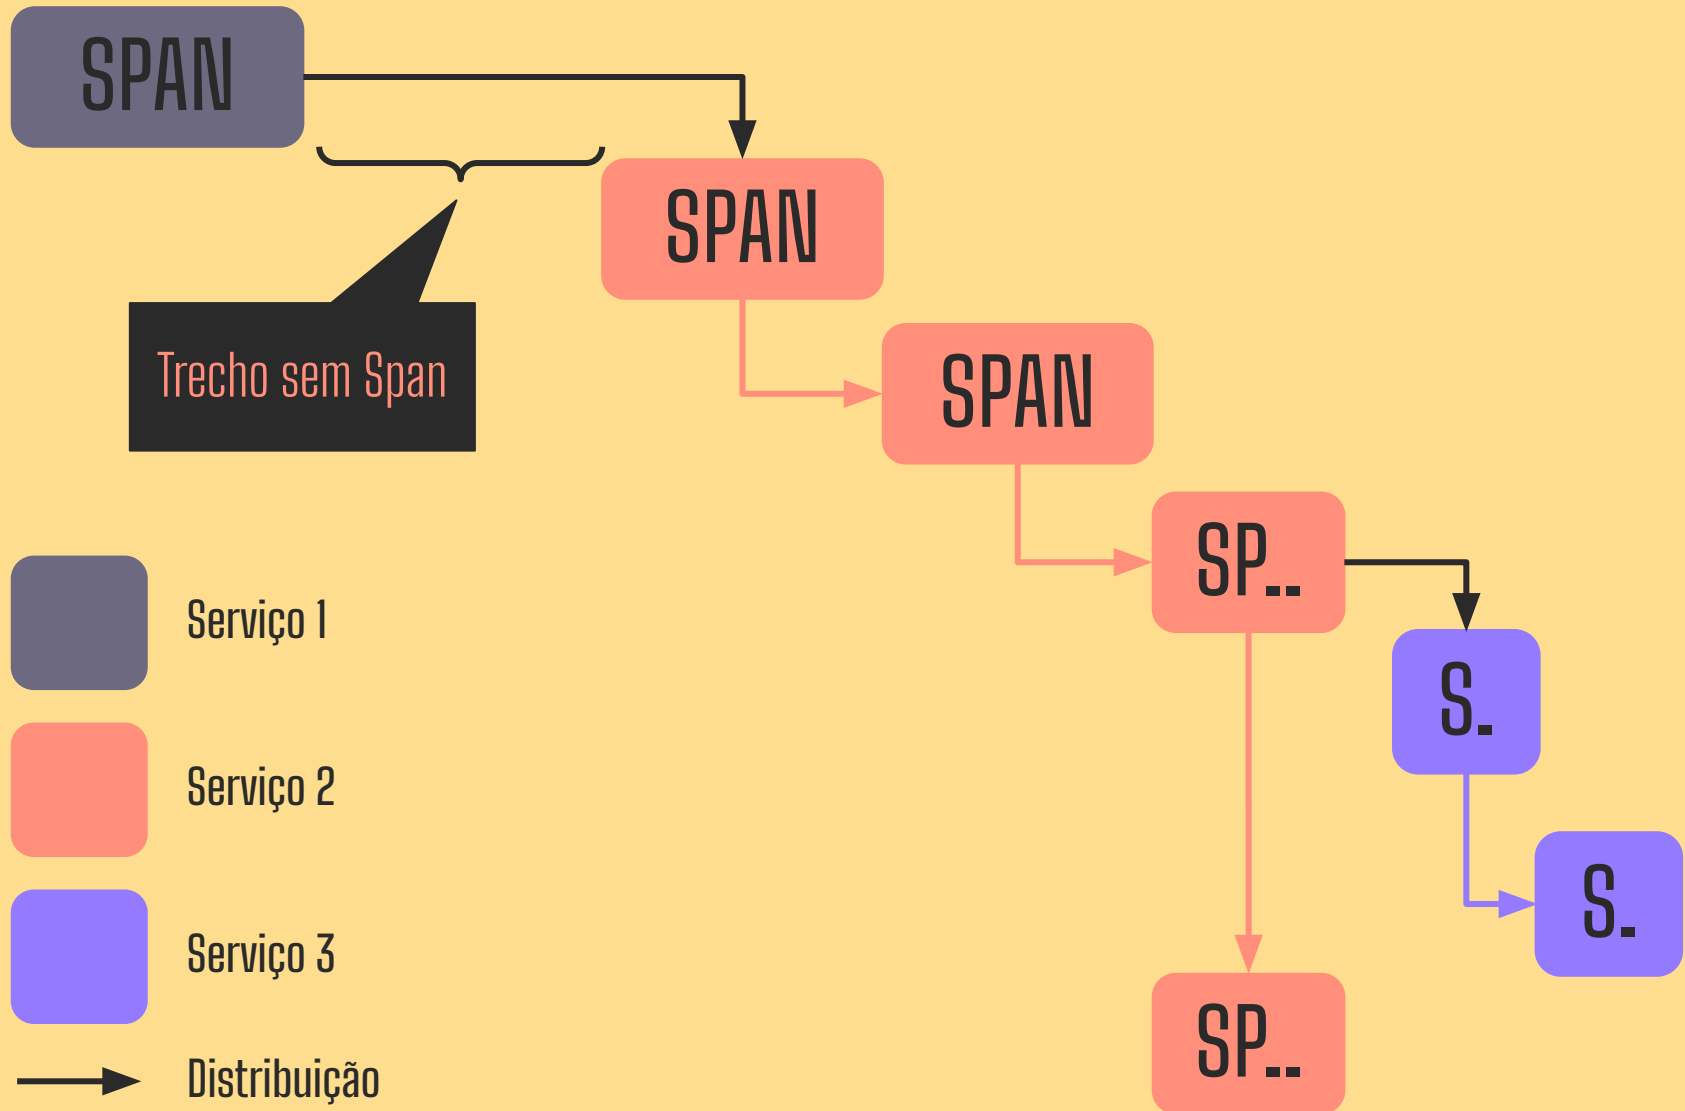 SPAN
SPAN
Trecho sem Span
SPAN
SP...
S.
S.
SP...
Serviço 1
Serviço 2
Serviço 3
Distribuição